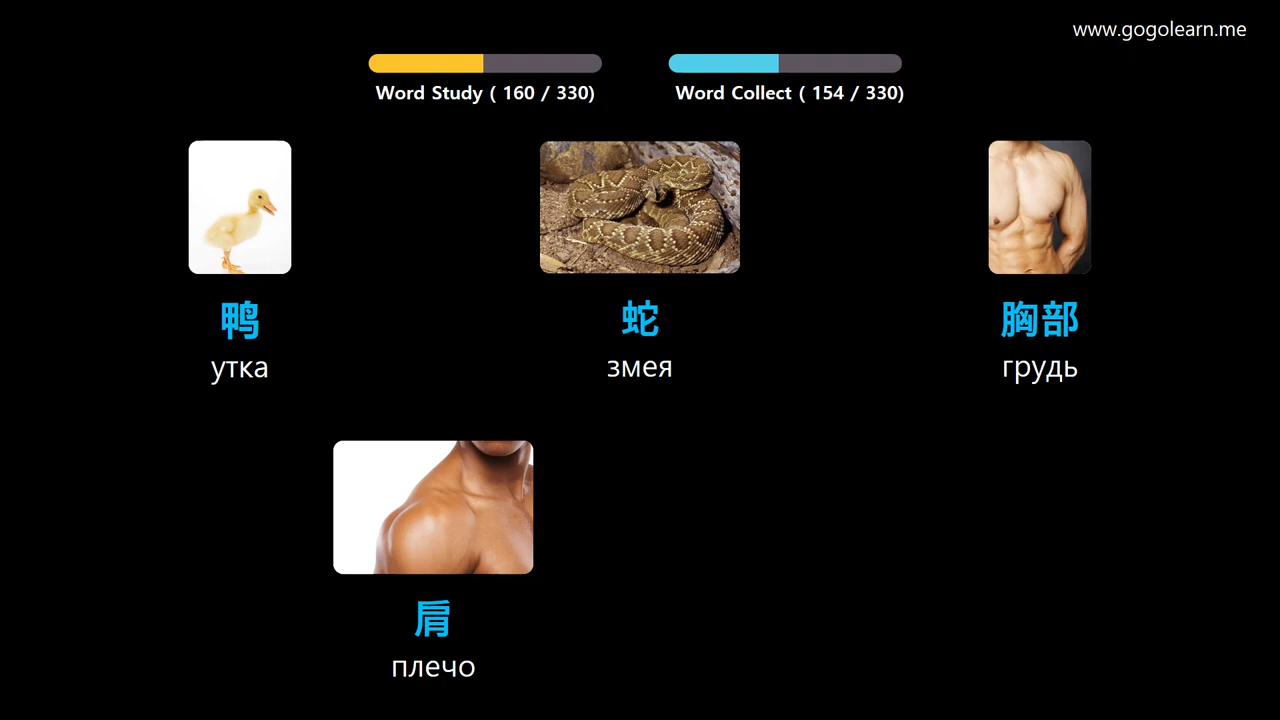 www.gogolearn.me
Word Study ( 160 / 330)
Word Collect ( 154 / 330)
鸭
утка
蛇
змея
胸部
грудь
肩
плечо